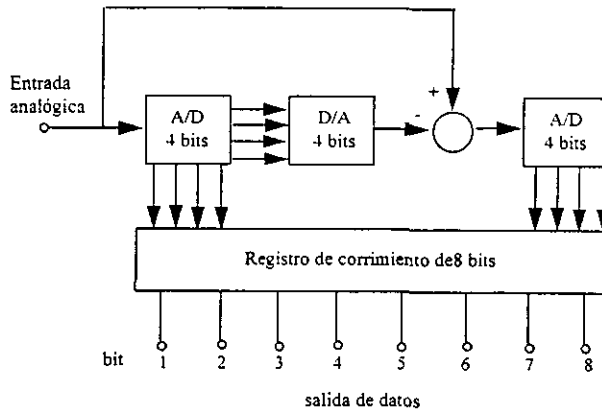 Entrada
analógica
A/D
4 bits
D/A
4 bits
+
-
A/D
4 bits
Registro de corrimiento de8 bits
bit
1 2 3 4 5 6 7 8
salida de datos